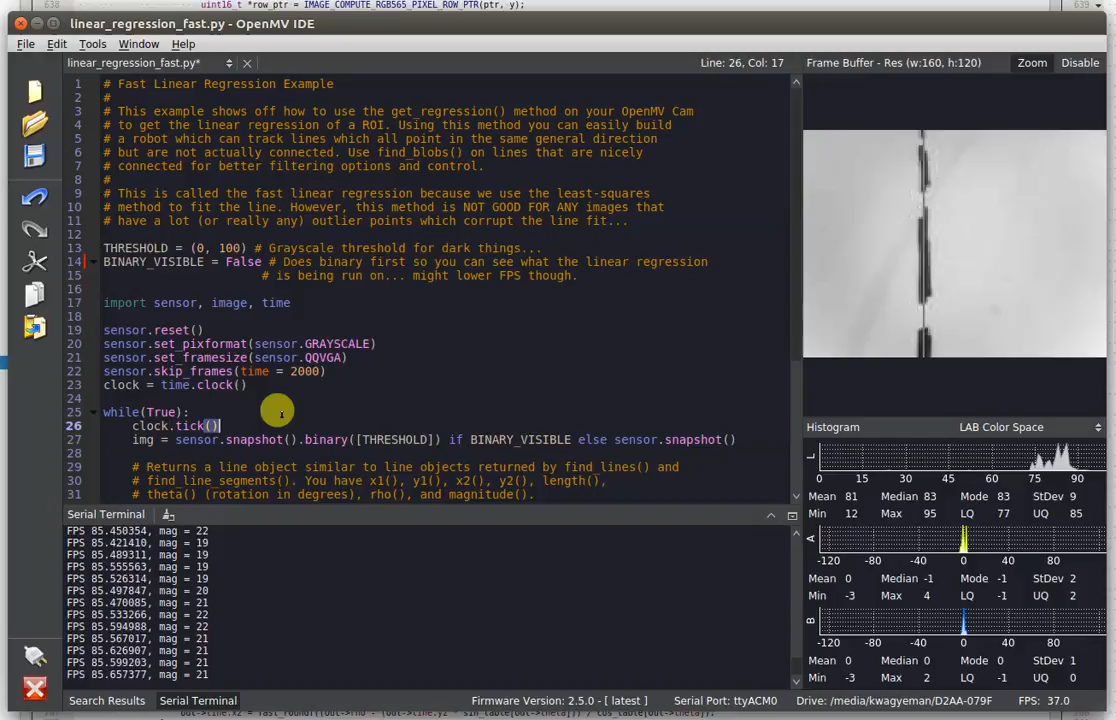 638 uint16_t *row_ptr = IMAGE_COMPUTE_RGB565_PIXEL_ROW_PTR(ptr, y); 639
linear_regression_fast.py - OpenMV IDE
File Edit Tools Window Help
linear_regression_fast.py* Line: 26, Col: 17 Frame Buffer - Res (w:160, h:120) Zoom Disable
1 # Fast Linear Regression Example
2 #
3 # This example shows off how to use the get_regression() method on your OpenMV Cam
4 # to get the linear regression of a ROI. Using this method you can easily build
5 # a robot which can track lines which all point in the same general direction
6 # but are not actually connected. Use find_blobs() on lines that are nicely
7 # connected for better filtering options and control.
8 #
9 # This is called the fast linear regression because we use the least-squares
10 # method to fit the line. However, this method is NOT GOOD FOR ANY images that
11 # have a lot (or really any) outlier points which corrupt the line fit...
12
13 THRESHOLD = (0, 100) # Grayscale threshold for dark things...
14 BINARY_VISIBLE = False # Does binary first so you can see what the linear regression
15 # is being run on... might lower FPS though.
16
17 import sensor, image, time
18
19 sensor.reset()
20 sensor.set_pixformat(sensor.GRAYSCALE)
21 sensor.set_framesize(sensor.QQVGA)
22 sensor.skip_frames(time = 2000)
23 clock = time.clock()
24
25 while(True):
26 clock.tick()
27 img = sensor.snapshot().binary([THRESHOLD]) if BINARY_VISIBLE else sensor.snapshot()
28
29 # Returns a line object similar to line objects returned by find_lines() and
30 # find_line_segments(). You have x1(), y1(), x2(), y2(), length(),
31 # theta() (rotation in degrees), rho(), and magnitude().
Serial Terminal
FPS 85.450354, mag = 22
FPS 85.421410, mag = 19
FPS 85.489311, mag = 19
FPS 85.555563, mag = 19
FPS 85.526314, mag = 19
FPS 85.497847, mag = 20
FPS 85.470085, mag = 21
FPS 85.533266, mag = 22
FPS 85.594988, mag = 22
FPS 85.567017, mag = 21
FPS 85.626907, mag = 21
FPS 85.599203, mag = 21
FPS 85.657377, mag = 21
Histogram LAB Color Space
L
0 15 30 45 60 75 90
Mean 81 Median 83 Mode 83 StDev 9
Min 12 Max 95 LQ 77 UQ 85
A
-120 -80 -40 0 40 80
Mean 0 Median -1 Mode -1 StDev 2
Min -3 Max 4 LQ -1 UQ 2
B
-120 -80 -40 0 40 80
Mean 0 Median 0 Mode -1 StDev 1
Min -3 Max 2 LQ -1 UQ 0
Search Results Serial Terminal Firmware Version: 2.5.0 - [ latest ] Serial Port: ttyACM0 Drive: /media/kwagyeman/D2AA-079F FPS: 37.0